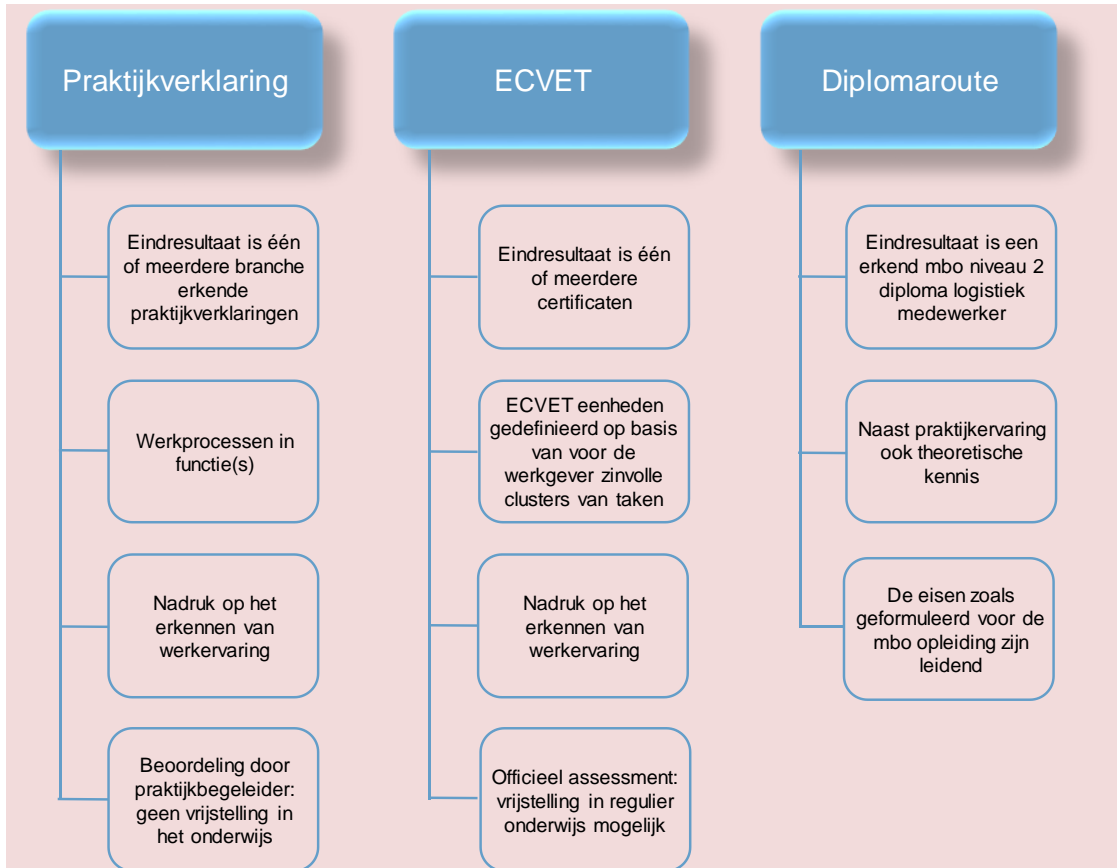 Praktijkverklaring
Eindresultaat is één
of meerdere branche
erkende
praktijkverklaringen
Werkprocessen in
functie(s)
Nadruk op het
erkennen van
werkervaring
Beoordeling door
praktijkbegeleider:
geen vrijstelling in
het onderwijs
ECVET
Eindresultaat is één
of meerdere
certificaten
ECVET eenheden
gedefinieerd op basis
van voor de
werkgever zinvolle
clusters van taken
Nadruk op het
erkennen van
werkervaring
Officieel assessment:
vrijstelling in regulier
onderwijs mogelijk
Diplomaroute
Eindresultaat is een
erkend mbo niveau 2
diploma logistiek
medewerker
Naast praktijkervaring
ook theoretische
kennis
De eisen zoals
geformuleerd voor de
mbo opleiding zijn
leidend